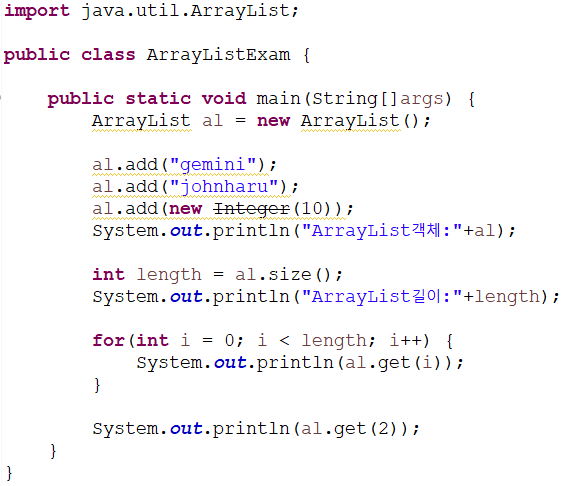 import java.util.ArrayList;
public class ArrayListExam {
public static void main(String[]args) {
ArrayList al = new ArrayList();
al.add("gemini");
al.add("johnharu");
al.add(new Integer(10));
System.out.println("ArrayList객체:"+al);
int length = al.size();
System.out.println("ArrayList길이:"+length);
for(int i = 0; i < length; i++) {
System.out.println(al.get(i));
}
System.out.println(al.get(2));
}
}